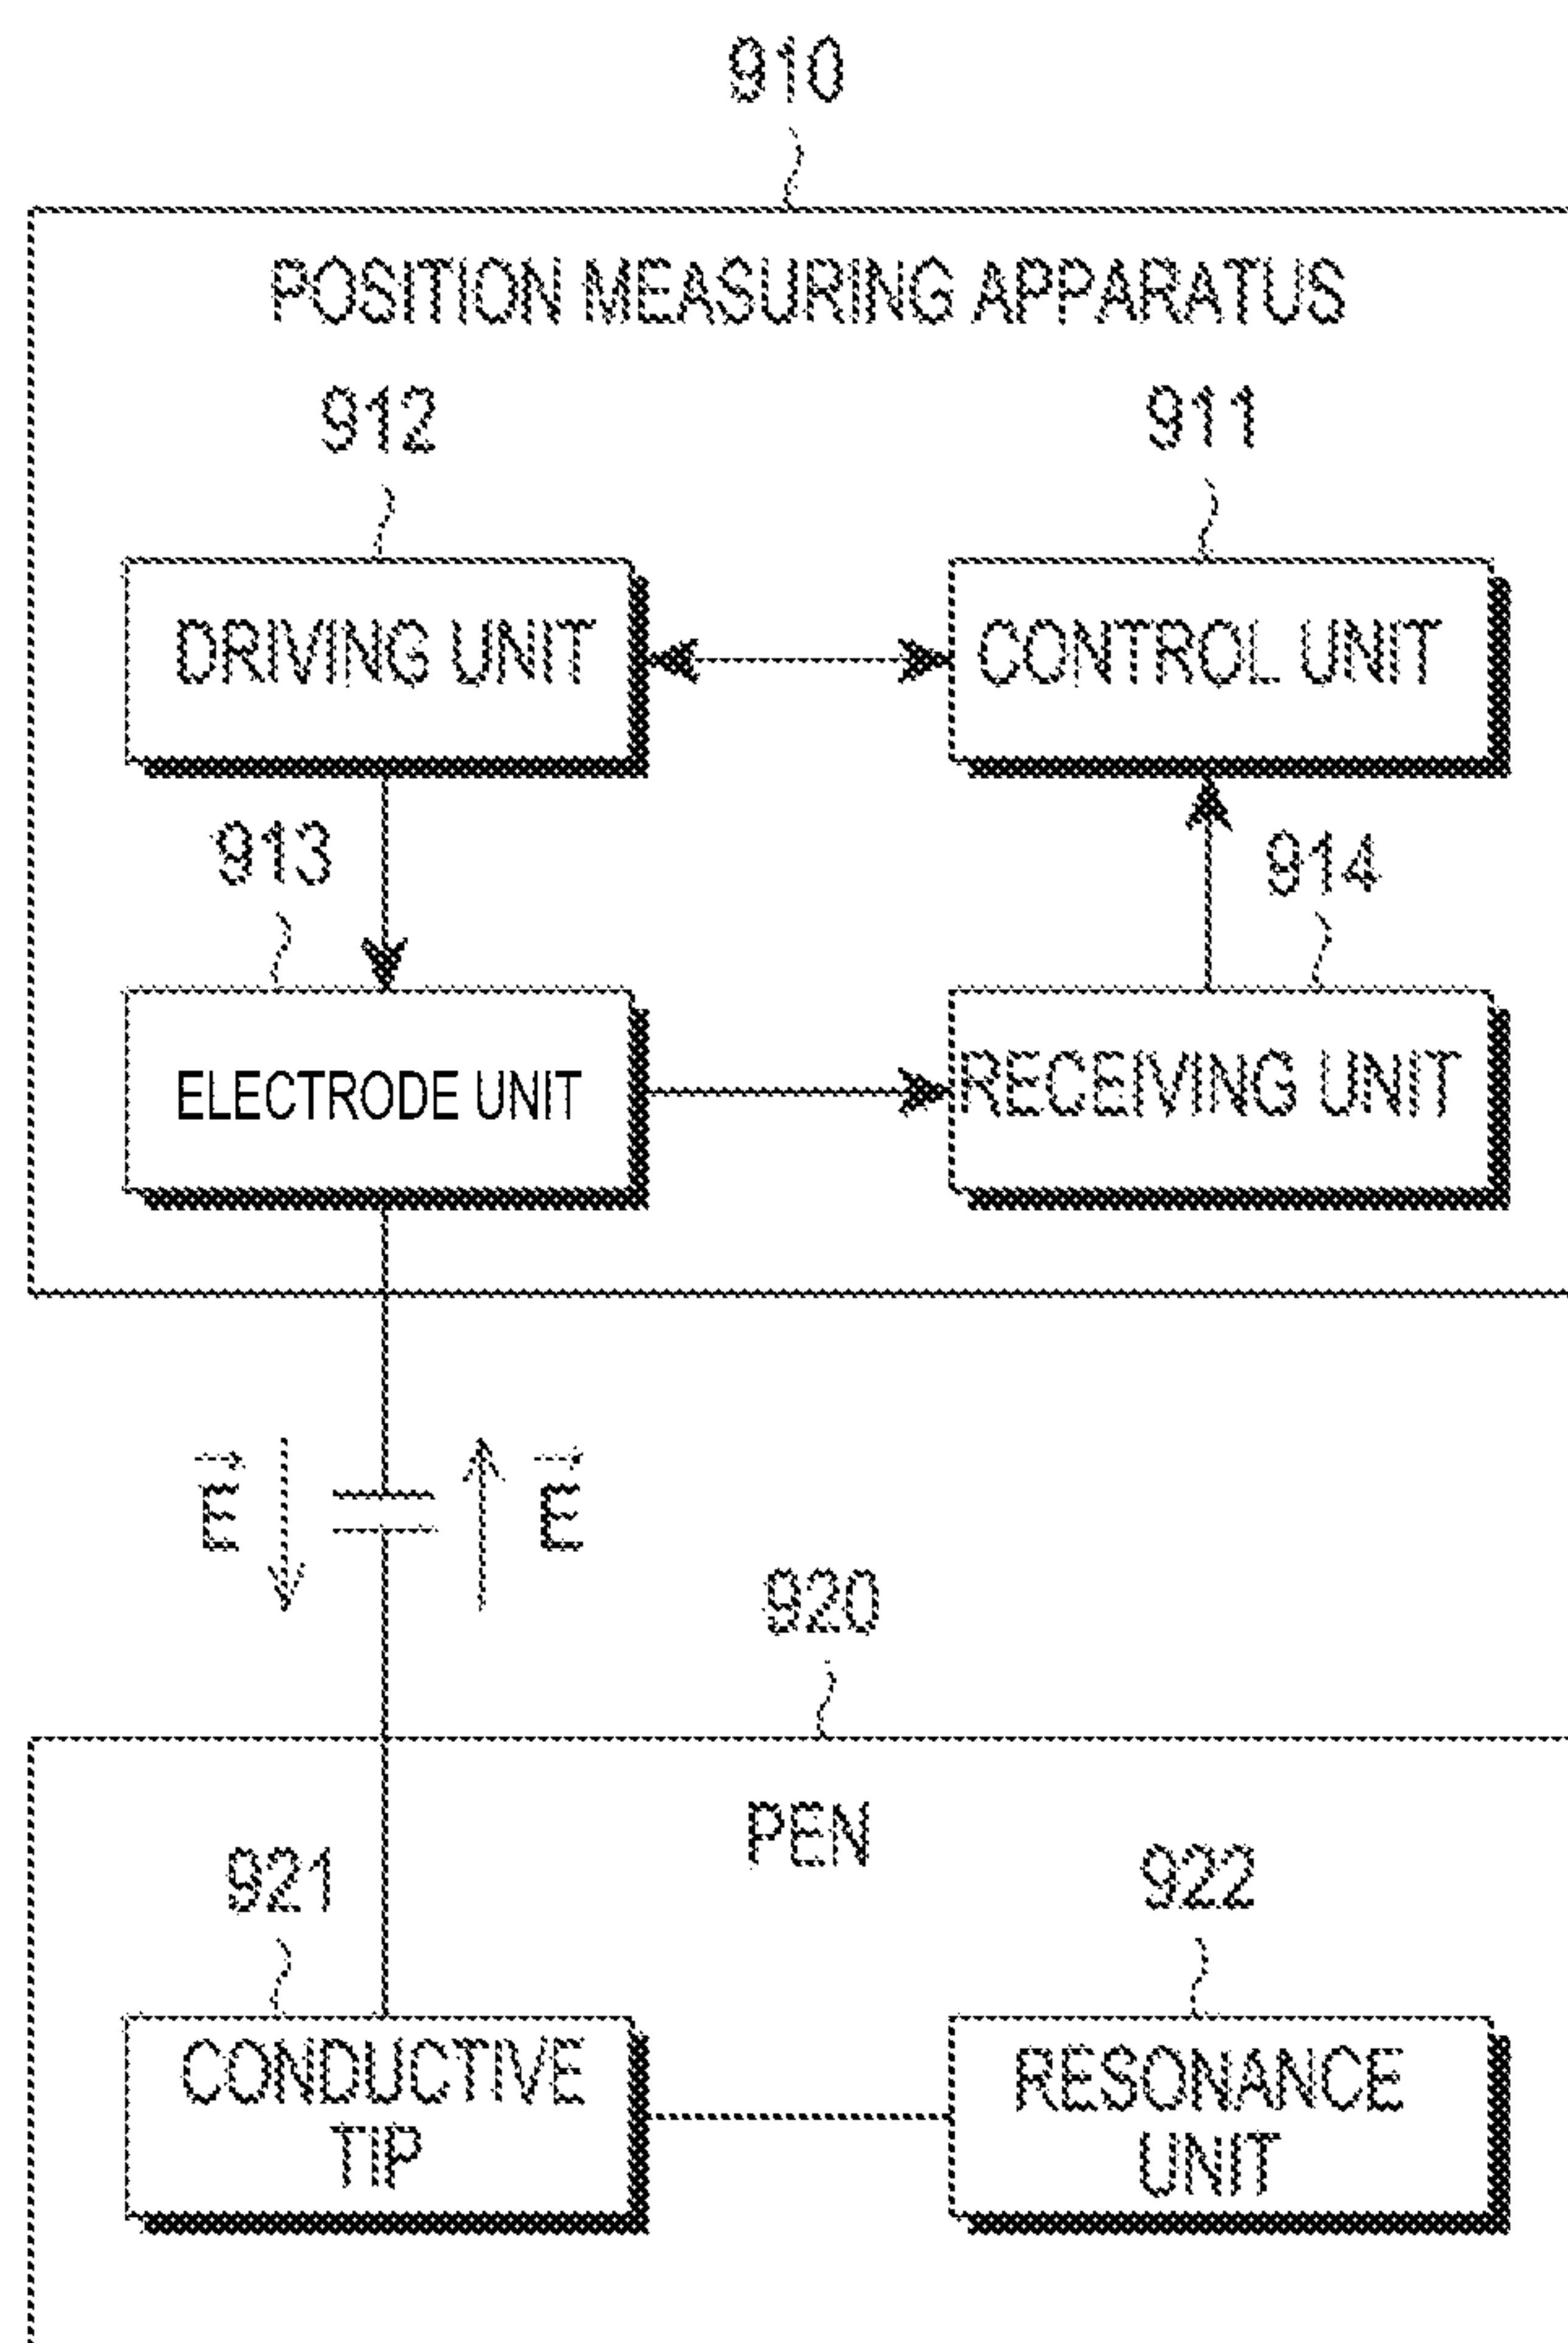 910
POSITION MEASURING APPARATUS
912
911
DRIVING UNIT
CONTROL UNIT
913
914
ELECTRODE UNIT
RECEIVING UNIT
E
E
920
PEN
921
922
CONDUCTIVE
TIP
RESONANCE
UNIT